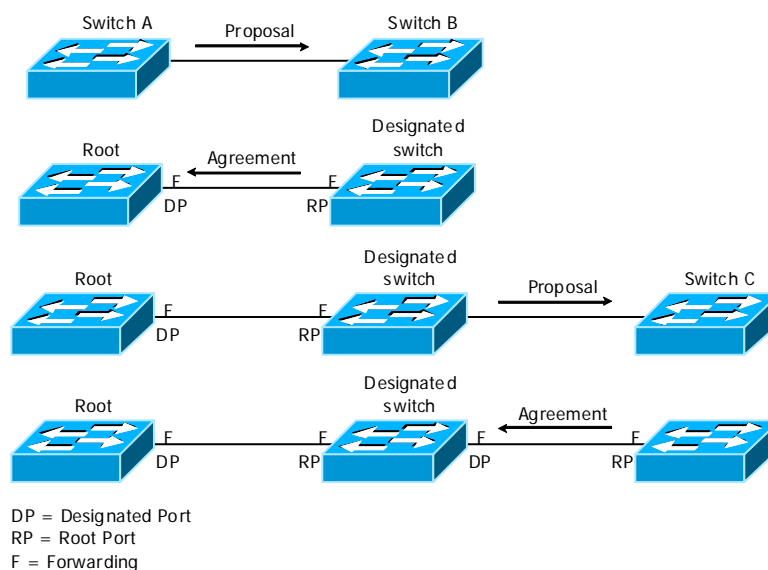 Switch A
Proposal
Switch B
Root
Agreement
Designated
switch
F
F
DP
RP
Root
Designated
switch
Proposal
Switch C
F
F
DP
RP
Root
Designated
switch
Agreement
F
F
F
F
DP
RP
DP
RP
DP = Designated Port
RP = Root Port
F = Forwarding